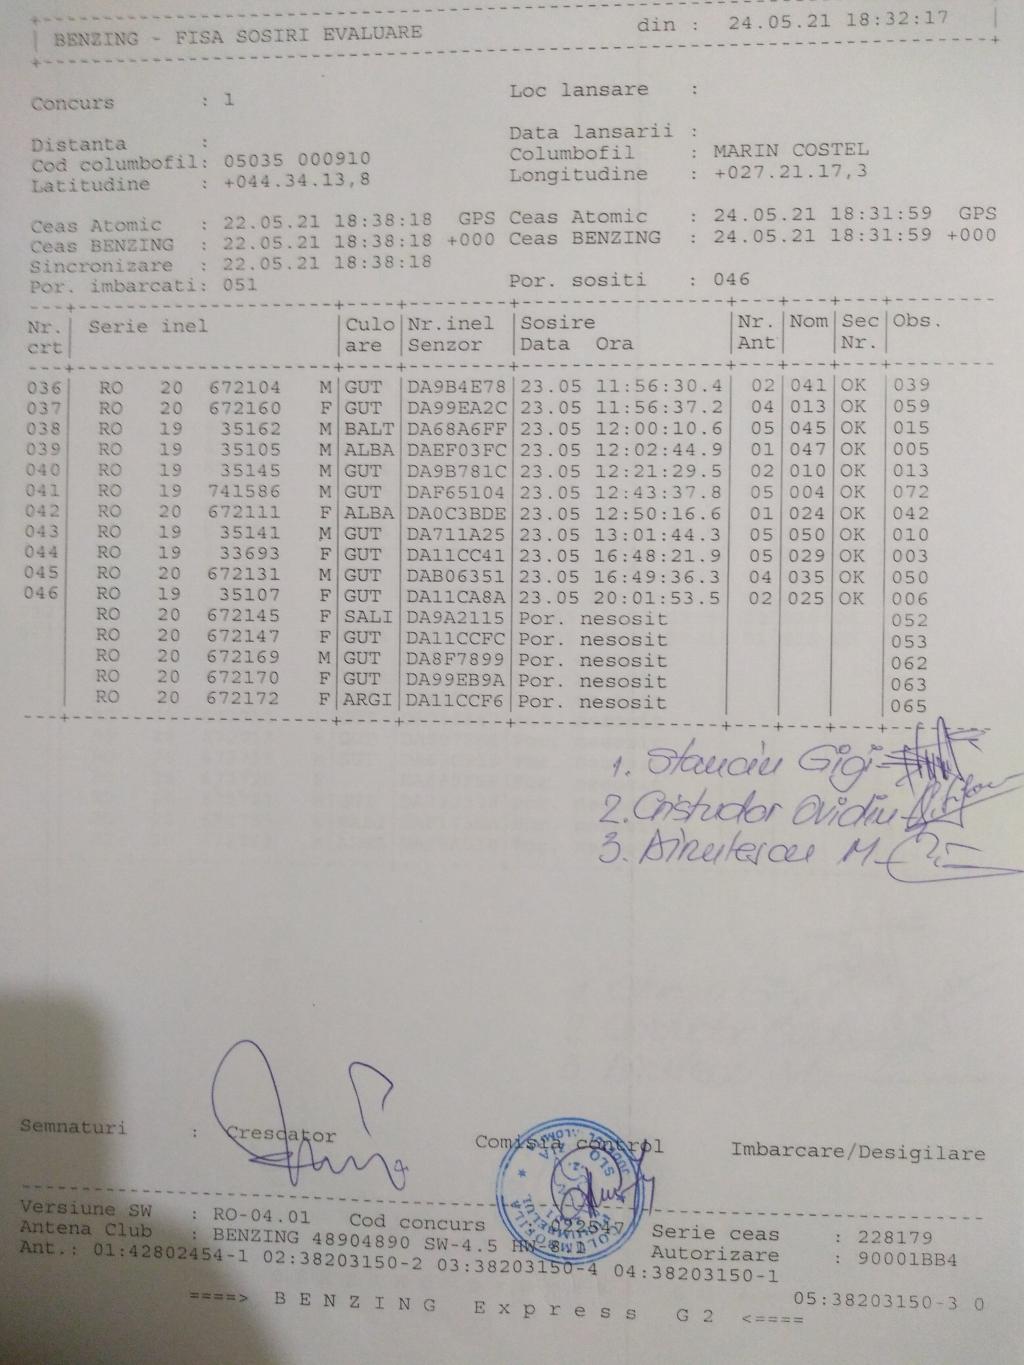 BENZING - FISA SOSIRI EVALUARE din : 24.05.21 18:32:17
Concurs : 1 Loc lansare :
Distanta : Data lansarii :
Cod columbofil: 05035 000910 Columbofil : MARIN COSTEL
Latitudine : +044.34.13,8 Longitudine : +027.21.17,3
Ceas Atomic : 22.05.21 18:38:18 GPS Ceas Atomic : 24.05.21 18:31:59 GPS
Ceas BENZING : 22.05.21 18:38:18 +000 Ceas BENZING : 24.05.21 18:31:59 +000
Sincronizare : 22.05.21 18:38:18
Por. imbarcati: 051 Por. sositi : 046
Nr. Serie inel Culo Nr.inel Sosire Nr. Nom Sec Obs.
crt are Senzor Data Ora Ant Nr.
036 RO 20 672104 M GUT DA9B4E78 23.05 11:56:30.4 02 041 OK 039
037 RO 20 672160 F GUT DA99EA2C 23.05 11:56:37.2 04 013 OK 059
038 RO 19 35162 M BALT DA68A6FF 23.05 12:00:10.6 05 045 OK 015
039 RO 19 35105 M ALBA DAEF03FC 23.05 12:02:44.9 01 047 OK 005
040 RO 19 35145 M GUT DA9B781C 23.05 12:21:29.5 02 010 OK 013
041 RO 19 741586 M GUT DAF65104 23.05 12:43:37.8 05 004 OK 072
042 RO 20 672111 F ALBA DA0C3BDE 23.05 12:50:16.6 01 024 OK 042
043 RO 19 35141 M GUT DA711A25 23.05 13:01:44.3 05 050 OK 010
044 RO 19 33693 F GUT DA11CC41 23.05 16:48:21.9 05 029 OK 003
045 RO 20 672131 M GUT DAB06351 23.05 16:49:36.3 04 035 OK 050
046 RO 19 35107 F GUT DA11CA8A 23.05 20:01:53.5 02 025 OK 006
RO 20 672145 F SALI DA9A2115 Por. nesosit 052
RO 20 672147 F GUT DA11CCFC Por. nesosit 053
RO 20 672169 M GUT DA8F7899 Por. nesosit 062
RO 20 672170 F GUT DA99EB9A Por. nesosit 063
RO 20 672172 F ARGI DA11CCF6 Por. nesosit 065
1. Stanciu Gigi
2. Cristudor Ovidiu
3. M.
Semnaturi : Crescator Comisia control Imbarcare/Desigilare
Versiune SW : RO-04.01 Cod concurs 022547 Serie ceas : 228179
Antena Club : BENZING 48904890 SW-4.5 HW-8.1 Autorizare : 90001BB4
Ant.: 01:42802454-1 02:38203150-2 03:38203150-4 04:38203150-1
05:38203150-3 0
====> BENZING Express G2 <====